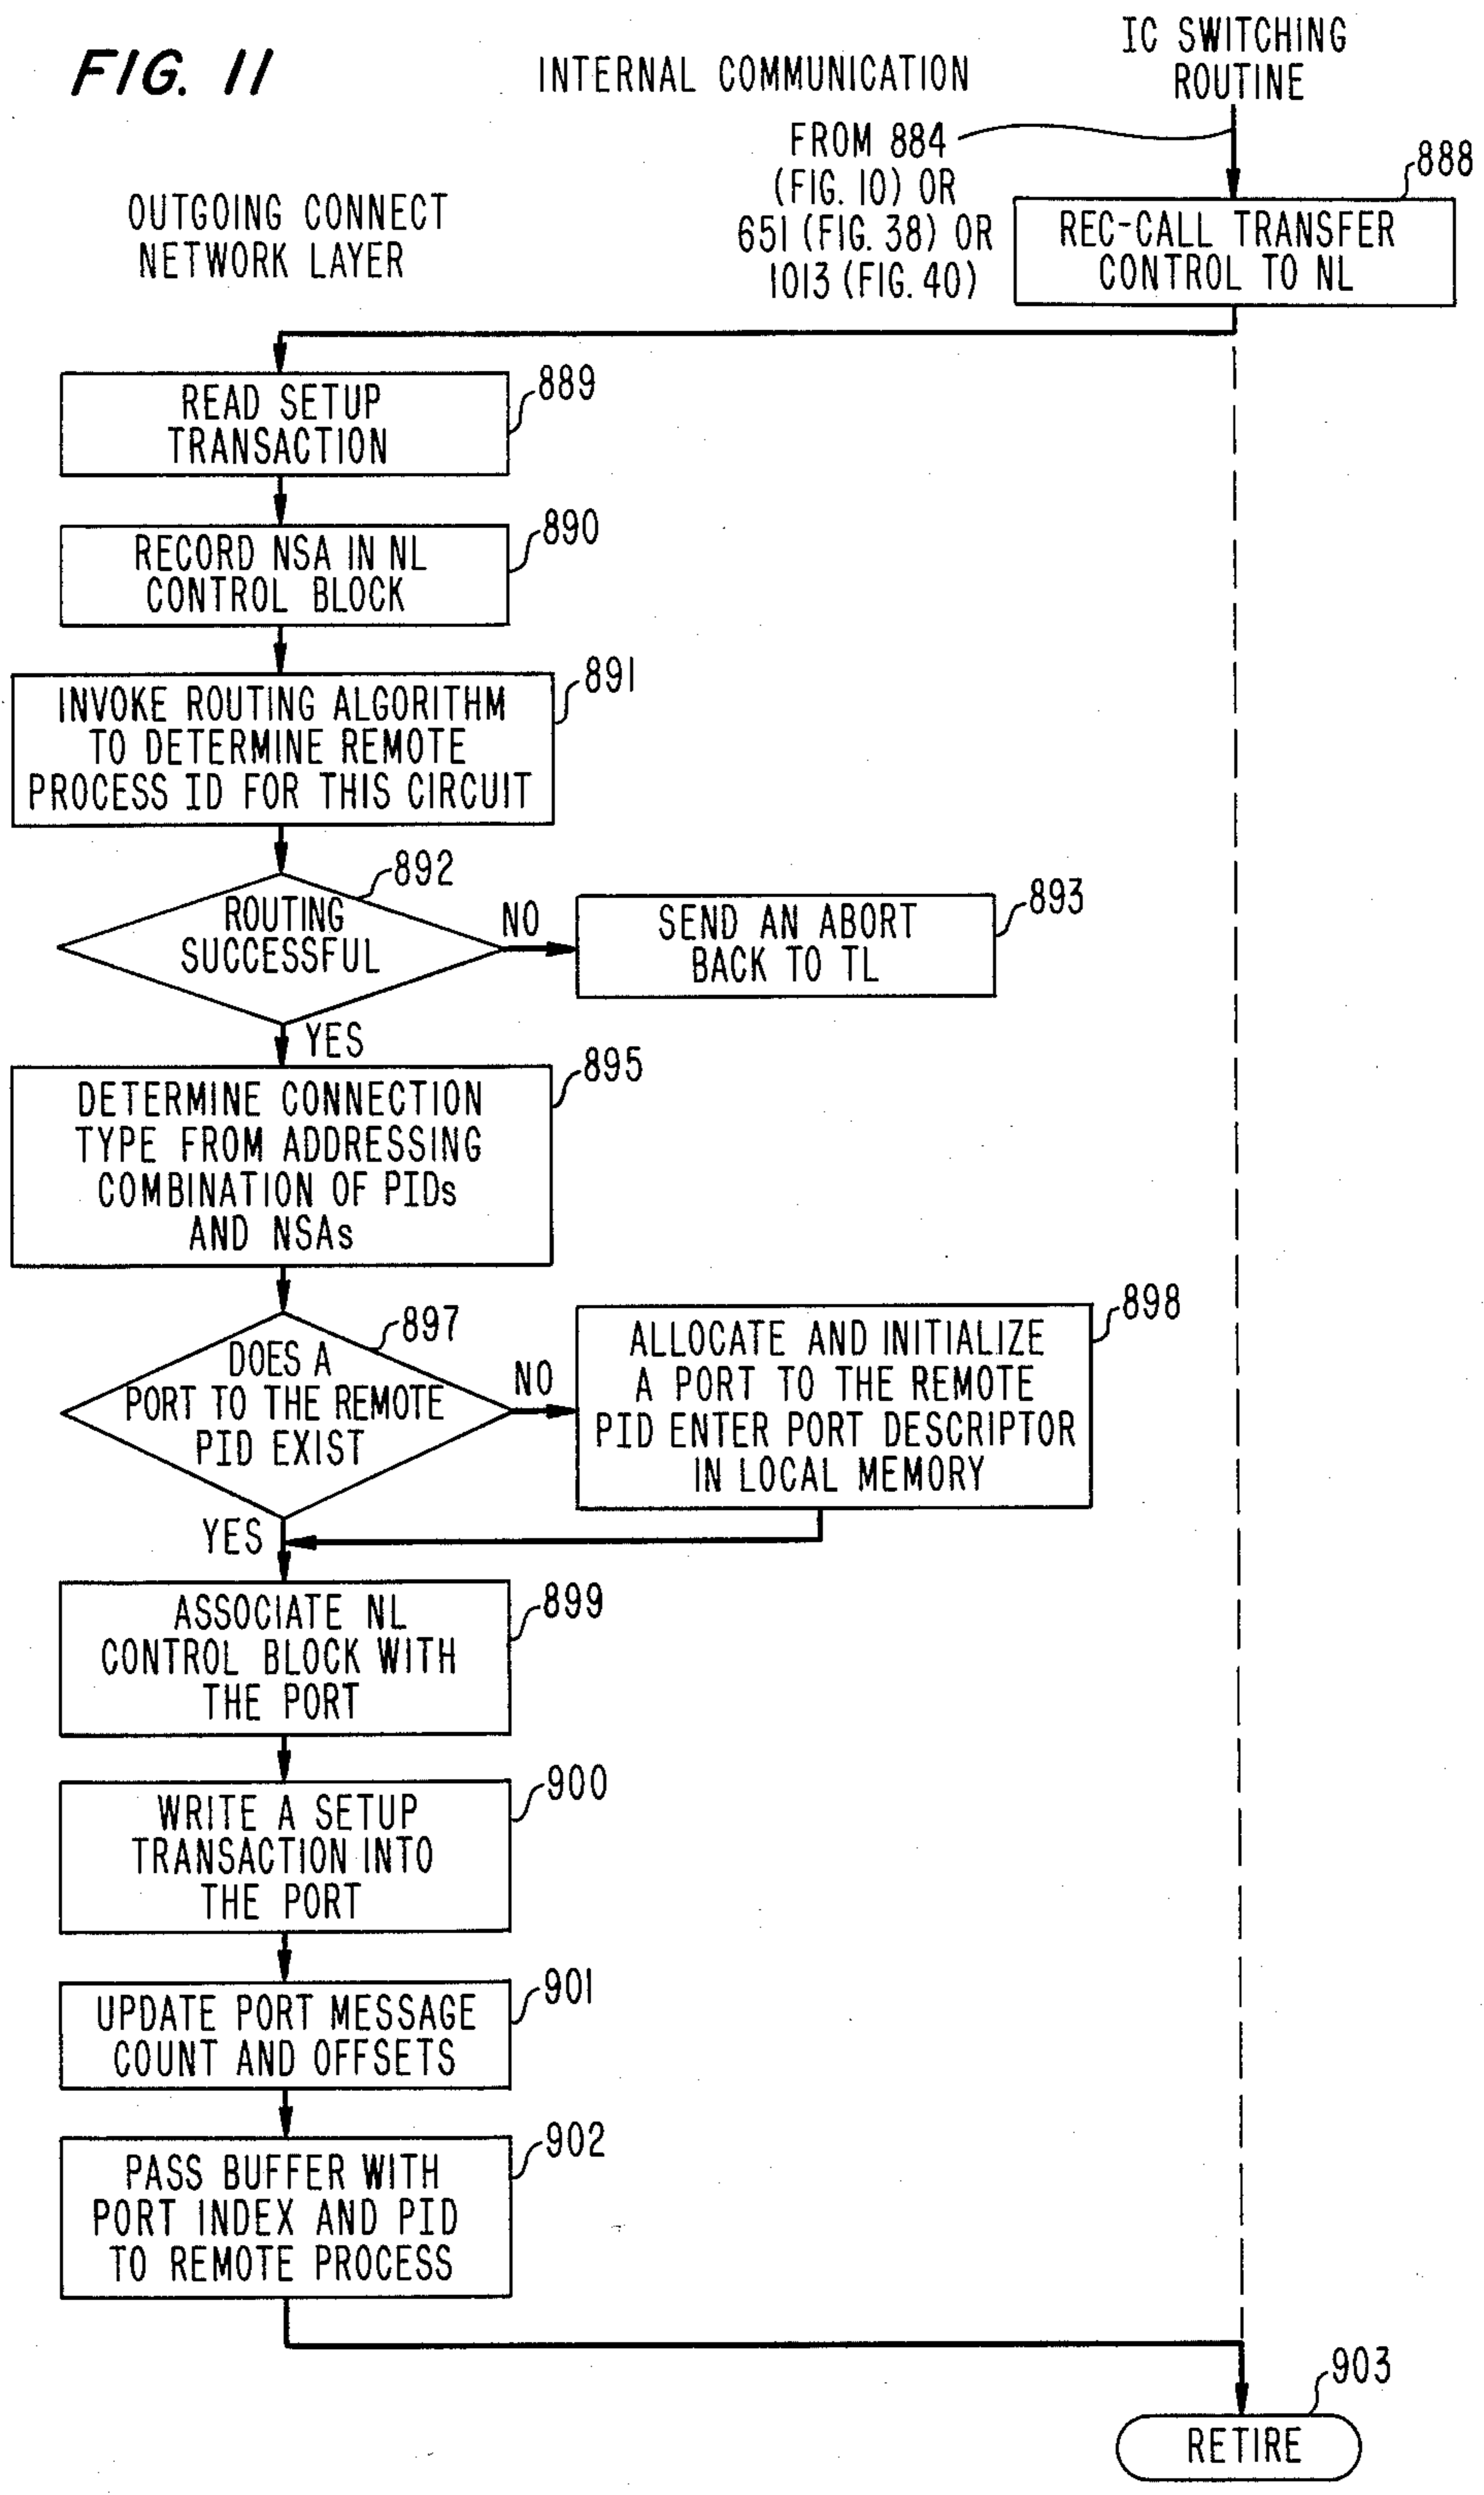 FIG. 11
INTERNAL COMMUNICATION
IC SWITCHING
ROUTINE
FROM 884
(FIG. 10) OR
651 (FIG. 38) OR
1013 (FIG. 40)
888
REC-CALL TRANSFER
CONTROL TO NL
OUTGOING CONNECT
NETWORK LAYER
889
READ SETUP
TRANSACTION
890
RECORD NSA IN NL
CONTROL BLOCK
891
INVOKE ROUTING ALGORITHM
TO DETERMINE REMOTE
PROCESS ID FOR THIS CIRCUIT
892
ROUTING
SUCCESSFUL
NO
893
SEND AN ABORT
BACK TO TL
YES
895
DETERMINE CONNECTION
TYPE FROM ADDRESSING
COMBINATION OF PIDs
AND NSAs
897
DOES A
PORT TO THE REMOTE
PID EXIST
NO
898
ALLOCATE AND INITIALIZE
A PORT TO THE REMOTE
PID ENTER PORT DESCRIPTOR
IN LOCAL MEMORY
YES
899
ASSOCIATE NL
CONTROL BLOCK WITH
THE PORT
900
WRITE A SETUP
TRANSACTION INTO
THE PORT
901
UPDATE PORT MESSAGE
COUNT AND OFFSETS
902
PASS BUFFER WITH
PORT INDEX AND PID
TO REMOTE PROCESS
903
RETIRE